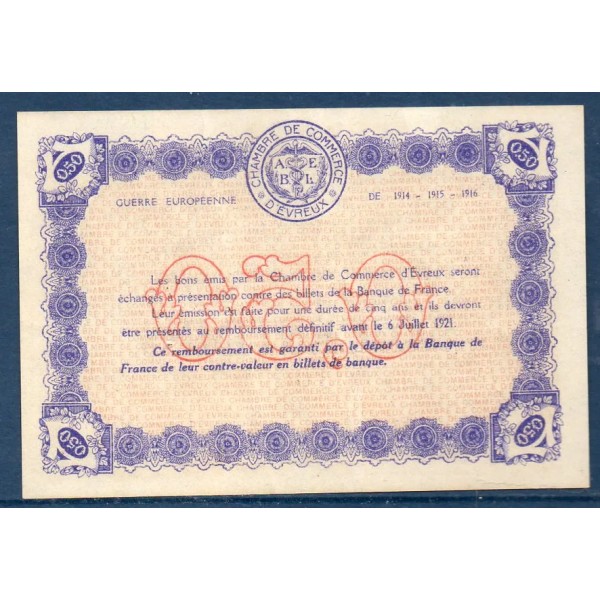 0,50 0,50
CHAMBRE DE COMMERCE
D'EVREUX
A E
B L
GUERRE EUROPEENNE DE 1914 - 1915 - 1916
0,50
Les bons émis par la Chambre de Commerce d'Evreux seront
échangés à présentation contre des billets de la Banque de France.
Leur émission est faite pour une durée de cinq ans et ils devront
être présentés au remboursement définitif avant le 6 Juillet 1921.
Ce remboursement est garanti par le dépôt à la Banque de
France de leur contre-valeur en billets de banque.
0,50 0,50